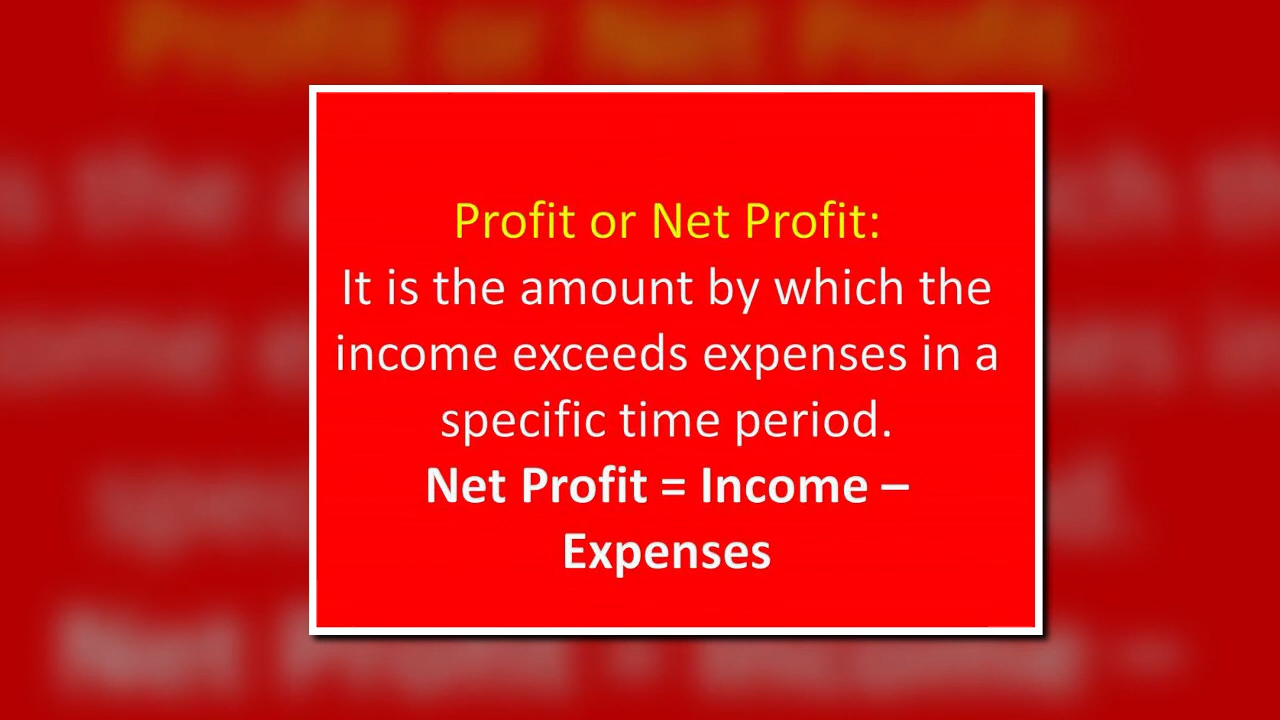 Profit or Net Profit:
It is the amount by which the
income exceeds expenses in a
specific time period.
Net Profit = Income –
Expenses